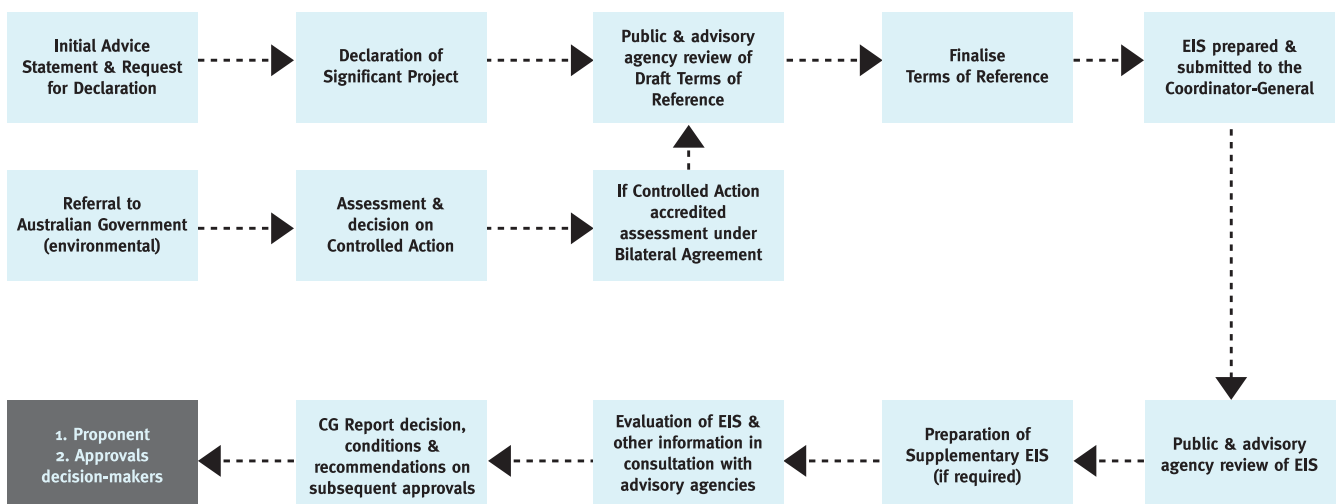 Initial Advice
Statement & Request
for Declaration
Declaration of
Significant Project
Public & advisory
agency review of
Draft Terms of
Reference
Finalise
Terms of Reference
EIS prepared &
submitted to the
Coordinator-General
Referral to
Australian Government
(environmental)
Assessment &
decision on
Controlled Action
If Controlled Action
accredited
assessment under
Bilateral Agreement
1. Proponent
2. Approvals
decision-makers
CG Report decision,
conditions &
recommendations on
subsequent approvals
Evaluation of EIS &
other information in
consultation with
advisory agencies
Preparation of
Supplementary EIS
(if required)
Public & advisory
agency review of EIS